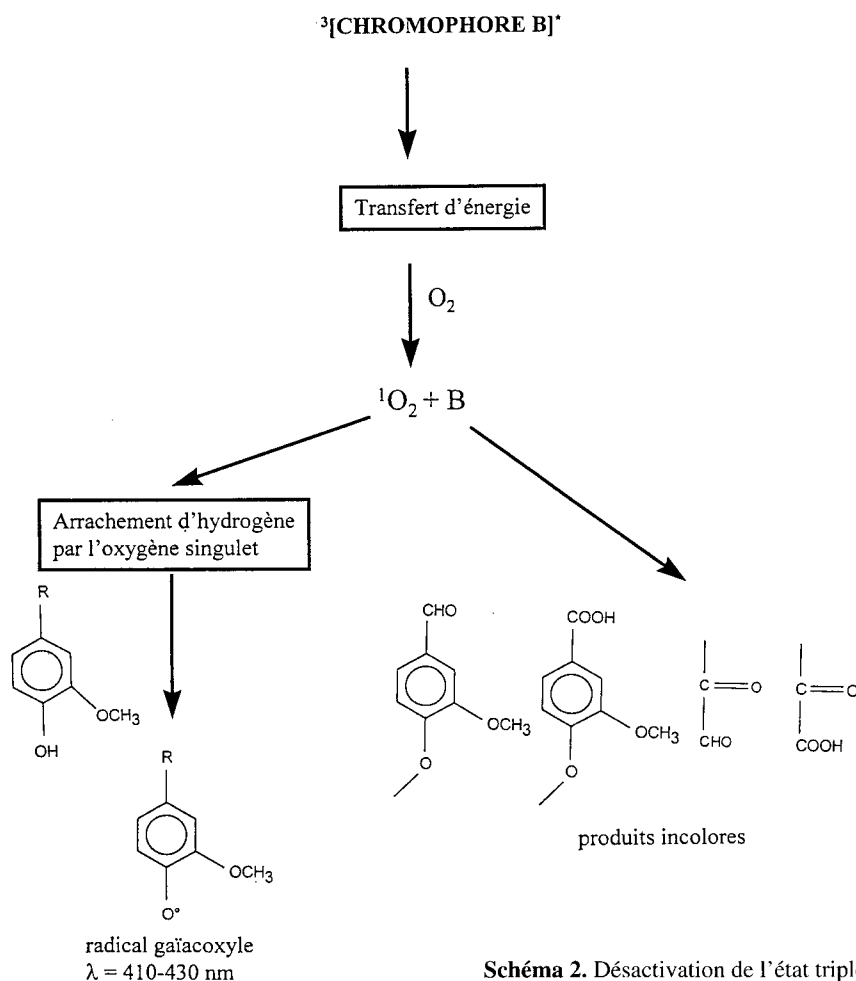 ³[CHROMOPHORE B]*
Transfert d'énergie
O₂
¹O₂ + B
Arrachement d'hydrogène
par l'oxygène singulet
R
OCH₃
OH
R
OCH₃
O°
radical gaïacoxyle
λ = 410-430 nm
CHO
OCH₃
O
COOH
OCH₃
O
C=O
CHO
C=O
COOH
produits incolores
Schéma 2. Désactivation de l'état